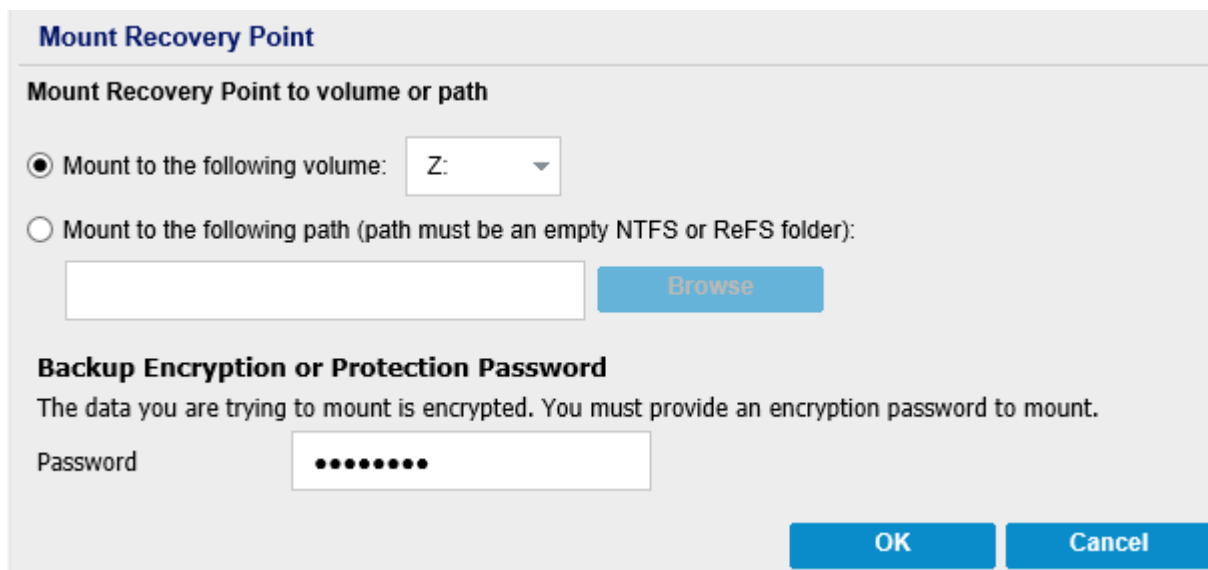 Mount Recovery Point
Mount Recovery Point to volume or path
Mount to the following volume: Z:
Mount to the following path (path must be an empty NTFS or ReFS folder):
Browse
Backup Encryption or Protection Password
The data you are trying to mount is encrypted. You must provide an encryption password to mount.
Password ••••••••
OK Cancel